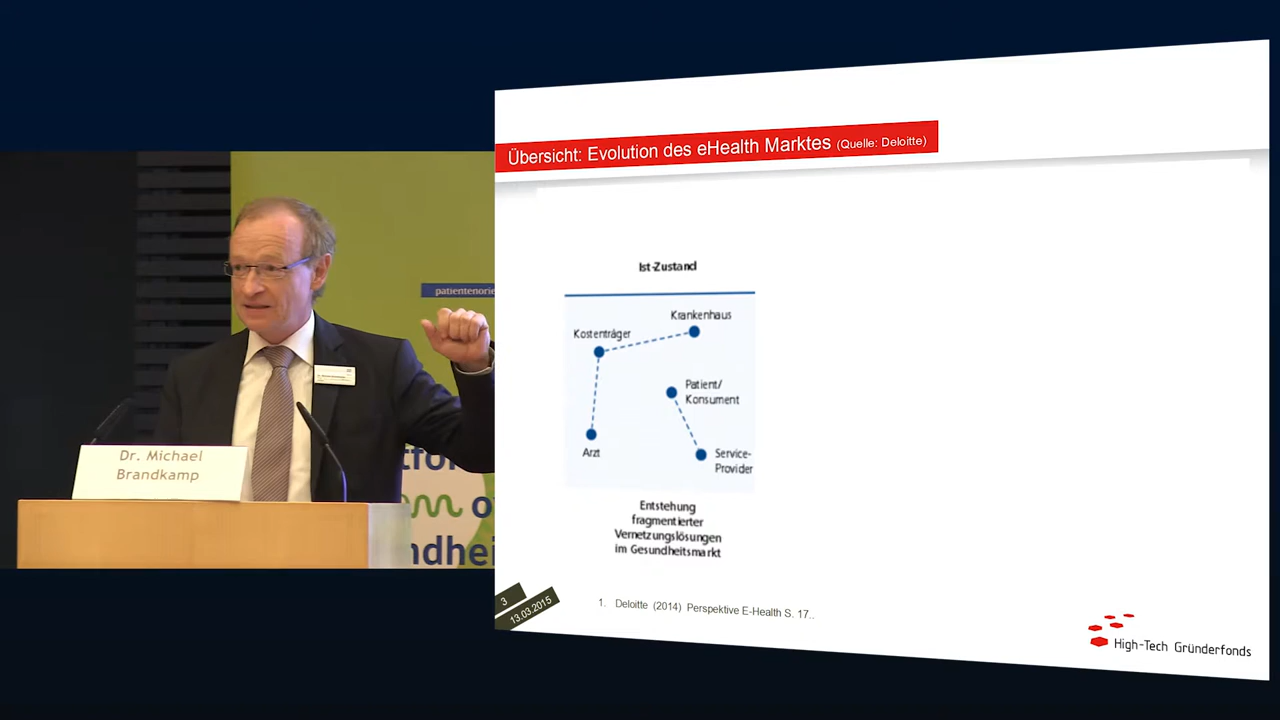 Übersicht: Evolution des eHealth Marktes (Quelle: Deloitte)
Ist-Zustand
Krankenhaus
Kostenträger
Patient/
Konsument
Arzt
Service-
Provider
Entstehung
fragmentierter
Vernetzungslösungen
im Gesundheitsmarkt
3
13.03.2015
1. Deloitte (2014) Perspektive E-Health S. 17..
High-Tech Gründerfonds
patientenorie
Dr. Michael
Brandkamp